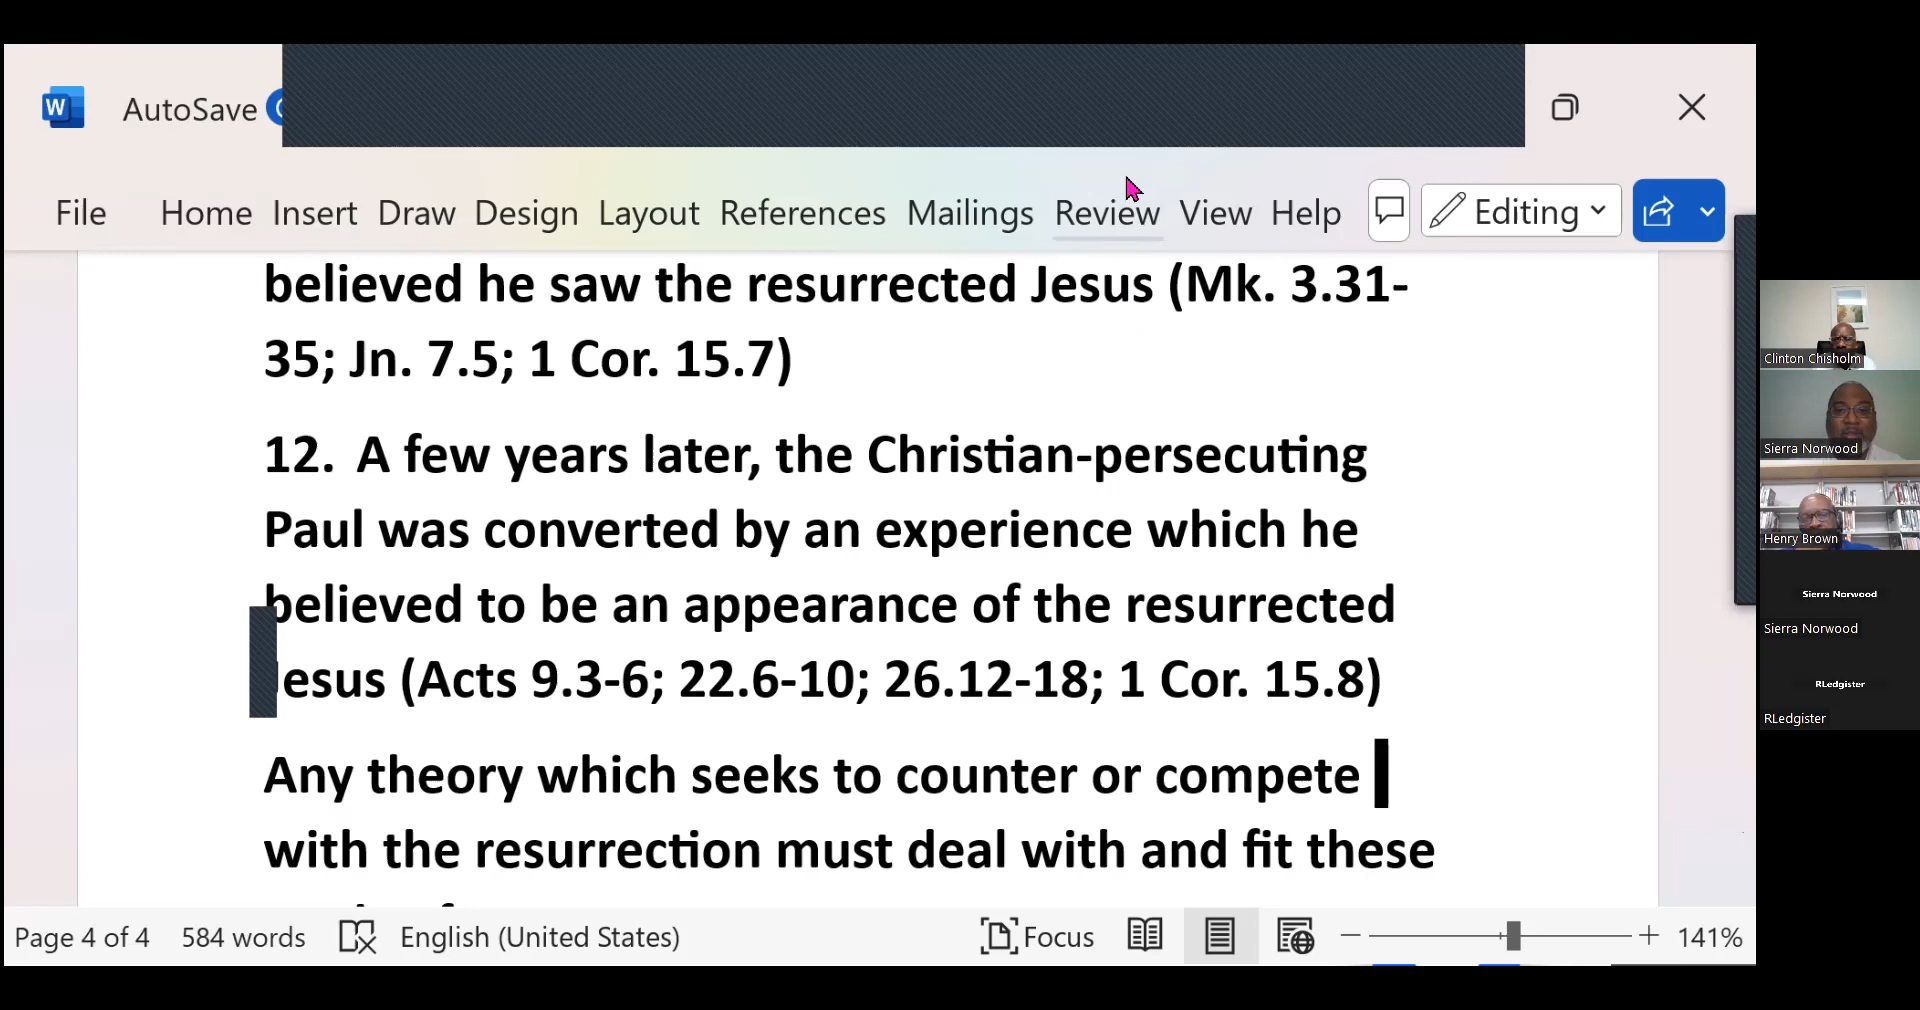 W AutoSave
File Home Insert Draw Design Layout References Mailings Review View Help Editing
believed he saw the resurrected Jesus (Mk. 3.31-
35; Jn. 7.5; 1 Cor. 15.7)
12. A few years later, the Christian-persecuting
Paul was converted by an experience which he
believed to be an appearance of the resurrected
Jesus (Acts 9.3-6; 22.6-10; 26.12-18; 1 Cor. 15.8)
Any theory which seeks to counter or compete
with the resurrection must deal with and fit these
Page 4 of 4 584 words English (United States) Focus 141%
Clinton Chisholm
Sierra Norwood
Henry Brown
Sierra Norwood
Sierra Norwood
RLedgister
RLedgister